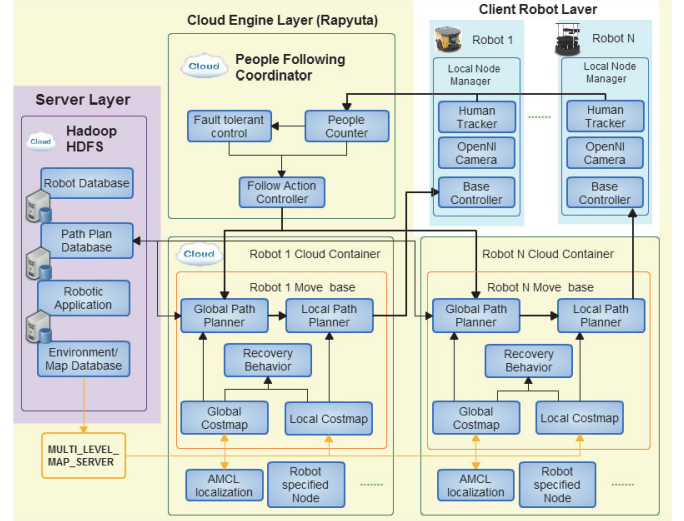 Cloud Engine Layer (Rapyuta)
Client Robot Layer
Cloud
People Following
Coordinator
Robot 1
Robot N
Local Node
Manager
Local Node
Manager
Server Layer
Cloud
Hadoop
HDFS
Fault tolerant
control
People
Counter
Human
Tracker
Human
Tracker
OpenNI
Camera
OpenNI
Camera
Robot Database
Follow Action
Controller
Base
Controller
Base
Controller
Path Plan
Database
Cloud
Robot 1 Cloud Container
Robot N Cloud Container
Robotic
Application
Robot 1 Move_base
Robot N Move_base
Global Path
Planner
Local Path
Planner
Global Path
Planner
Local Path
Planner
Environment/
Map Database
Recovery
Behavior
Recovery
Behavior
Global
Costmap
Local Costmap
Global
Costmap
Local Costmap
MULTI_LEVEL_
MAP_SERVER
AMCL
localization
Robot
specified
Node
AMCL
localization
Robot
specified
Node